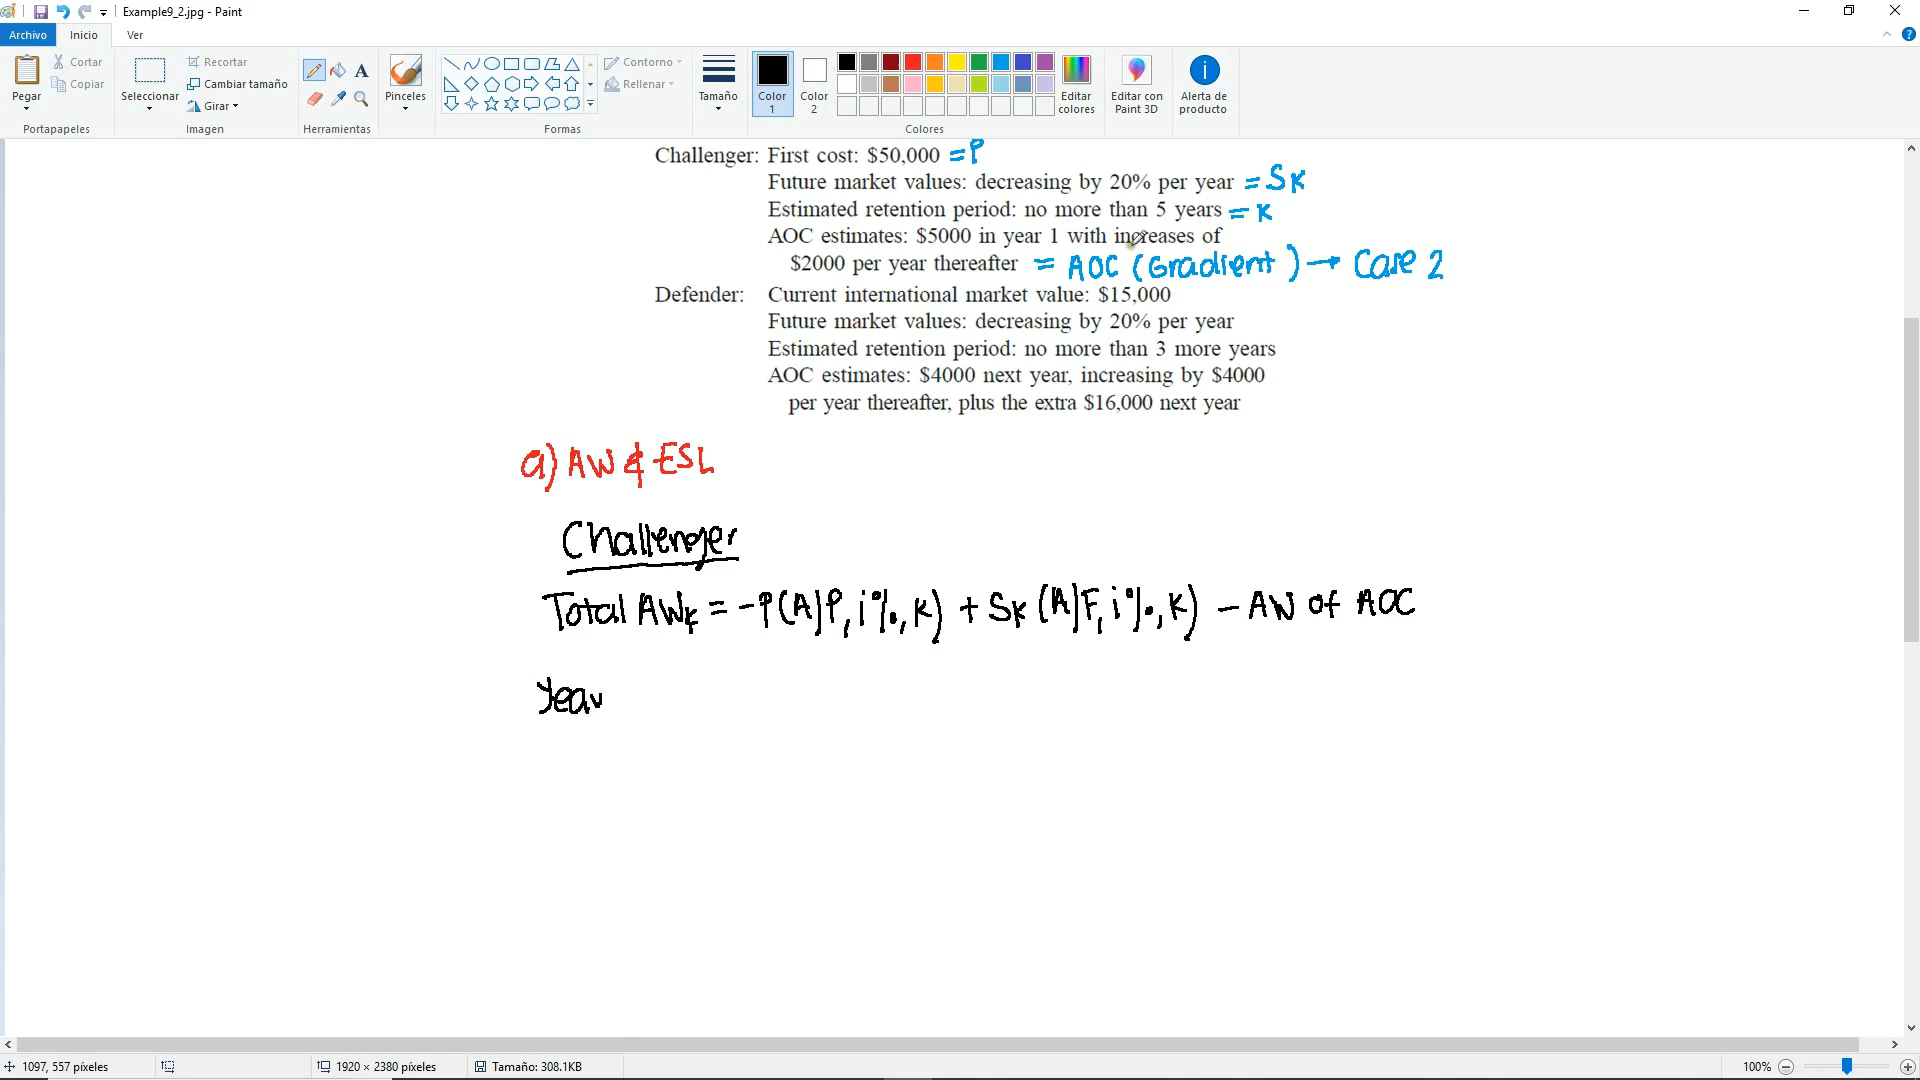 Example9_2.jpg - Paint
Archivo Inicio Ver
Pegar
Cortar
Copiar
Portapapeles
Seleccionar
Recortar
Cambiar tamaño
Girar
Imagen
A
Herramientas
Pinceles
Contorno
Rellenar
Formas
Tamaño
Color 1
Color 2
Editar colores
Colores
Editar con Paint 3D
Alerta de producto
Challenger: First cost: $50,000 = P
Future market values: decreasing by 20% per year = SK
Estimated retention period: no more than 5 years = K
AOC estimates: $5000 in year 1 with increases of
$2000 per year thereafter = AOC (Gradient) → Case 2
Defender: Current international market value: $15,000
Future market values: decreasing by 20% per year
Estimated retention period: no more than 3 more years
AOC estimates: $4000 next year, increasing by $4000
per year thereafter, plus the extra $16,000 next year
a) AW & ESL
Challenger
Total AWK = -P(A|P, i%, K) + SK (A|F, i%, K) - AW of AOC
Year
1097, 557 píxeles 1920 × 2380 píxeles Tamaño: 308.1KB 100%